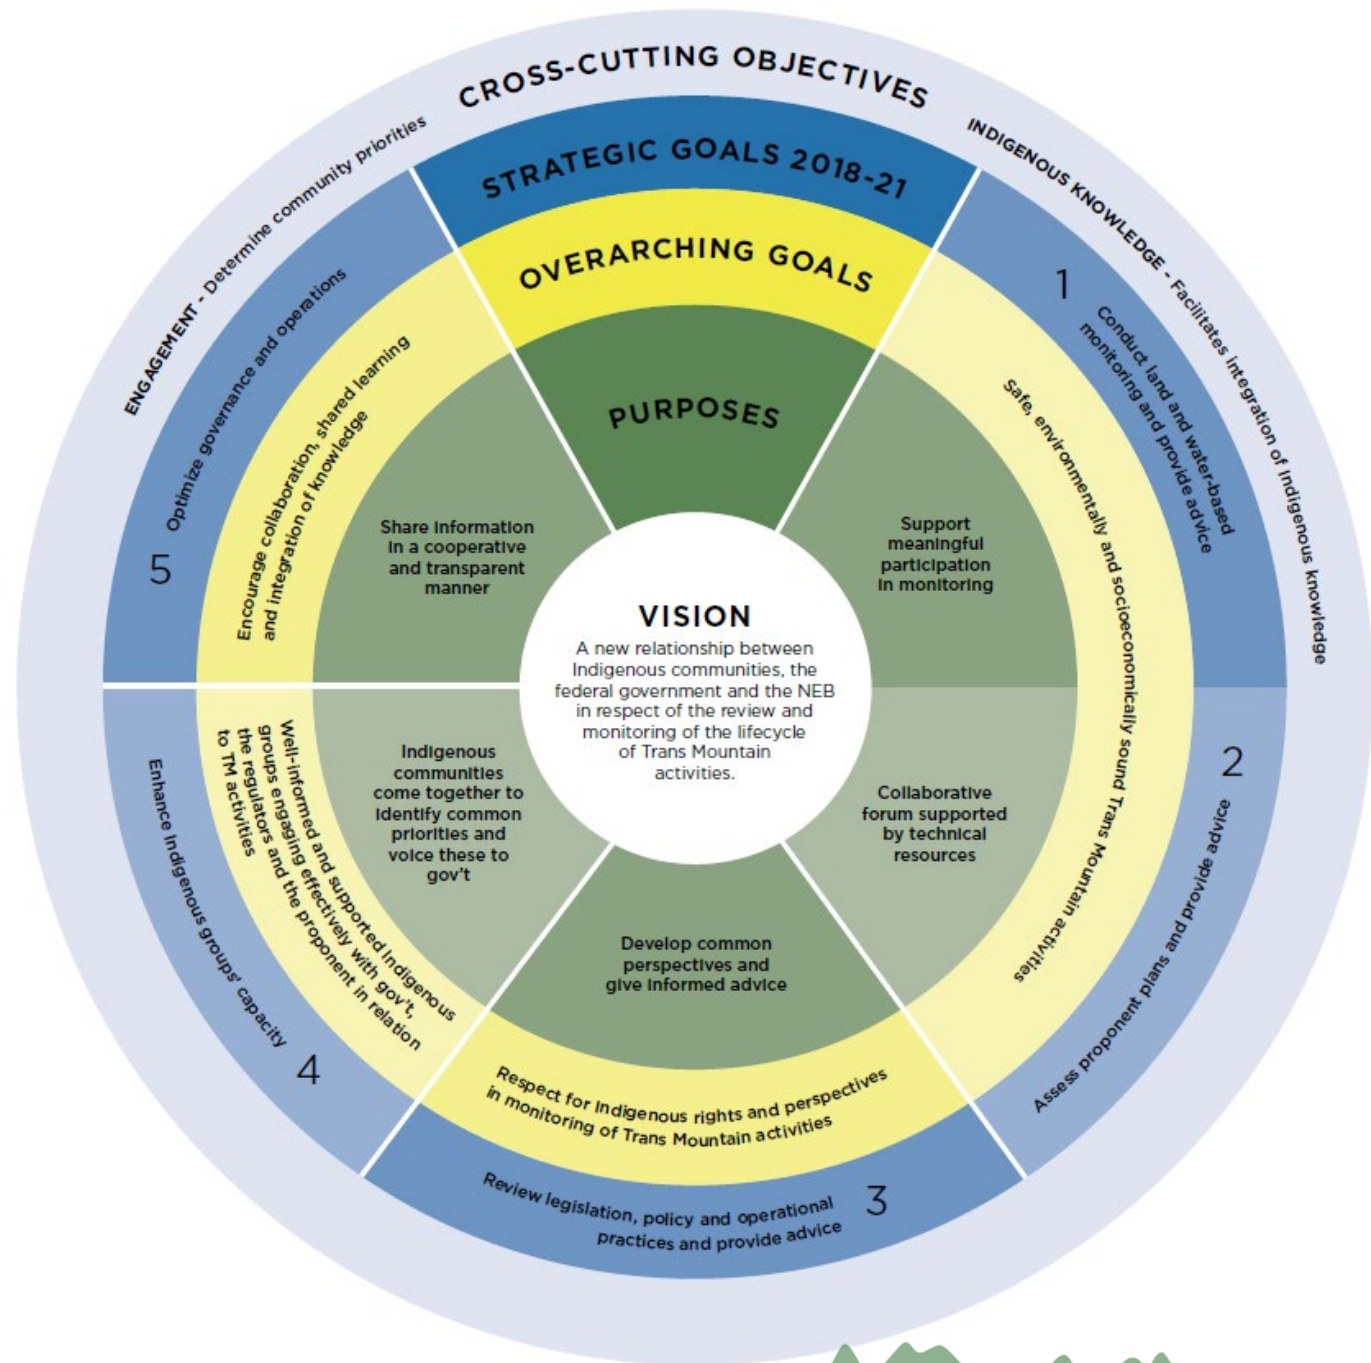 CROSS-CUTTING OBJECTIVES
ENGAGEMENT - Determine community priorities
INDIGENOUS KNOWLEDGE - Facilitates integration of Indigenous knowledge
STRATEGIC GOALS 2018-21
OVERARCHING GOALS
PURPOSES
VISION
A new relationship between
Indigenous communities, the
federal government and the NEB
in respect of the review and
monitoring of the lifecycle
of Trans Mountain
activities.
1
Conduct land and water-based
monitoring and provide advice
Safe, environmentally and socioeconomically sound Trans Mountain activities
Support
meaningful
participation
in monitoring
2
Assess proponent plans and provide advice
Collaborative
forum supported
by technical
resources
3
Review legislation, policy and operational
practices and provide advice
Respect for Indigenous rights and perspectives
in monitoring of Trans Mountain activities
Develop common
perspectives and
give informed advice
4
Enhance Indigenous groups' capacity
Well-informed and supported Indigenous
groups engaging effectively with gov't,
the regulators and the proponent in relation
to TM activities
Indigenous
communities
come together to
identify common
priorities and
voice these to
gov't
5
Optimize governance and operations
Encourage collaboration, shared learning
and integration of knowledge
Share information
in a cooperative
and transparent
manner